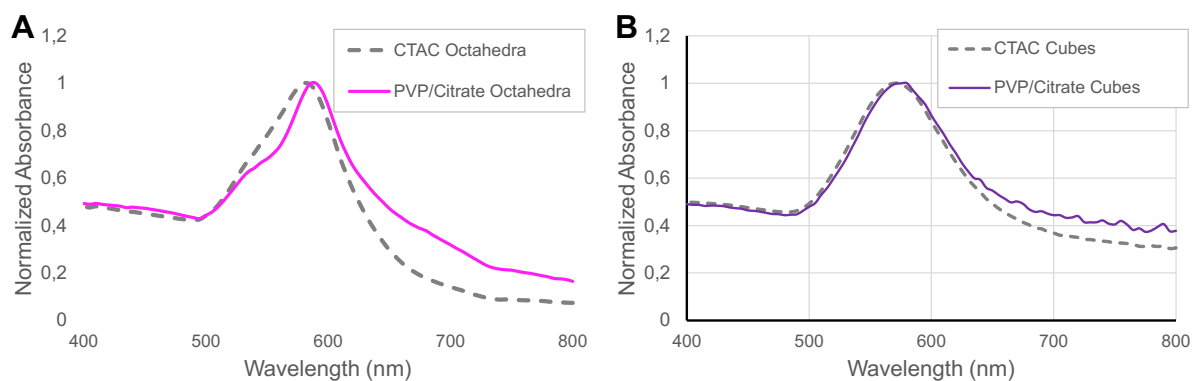 A
1,2
1
0,8
0,6
0,4
0,2
0
Normalized Absorbance
CTAC Octahedra
PVP/Citrate Octahedra
400 500 600 700 800
Wavelength (nm)
B
1,2
1
0,8
0,6
0,4
0,2
0
Normalized Absorbance
CTAC Cubes
PVP/Citrate Cubes
400 500 600 700 800
Wavelength (nm)